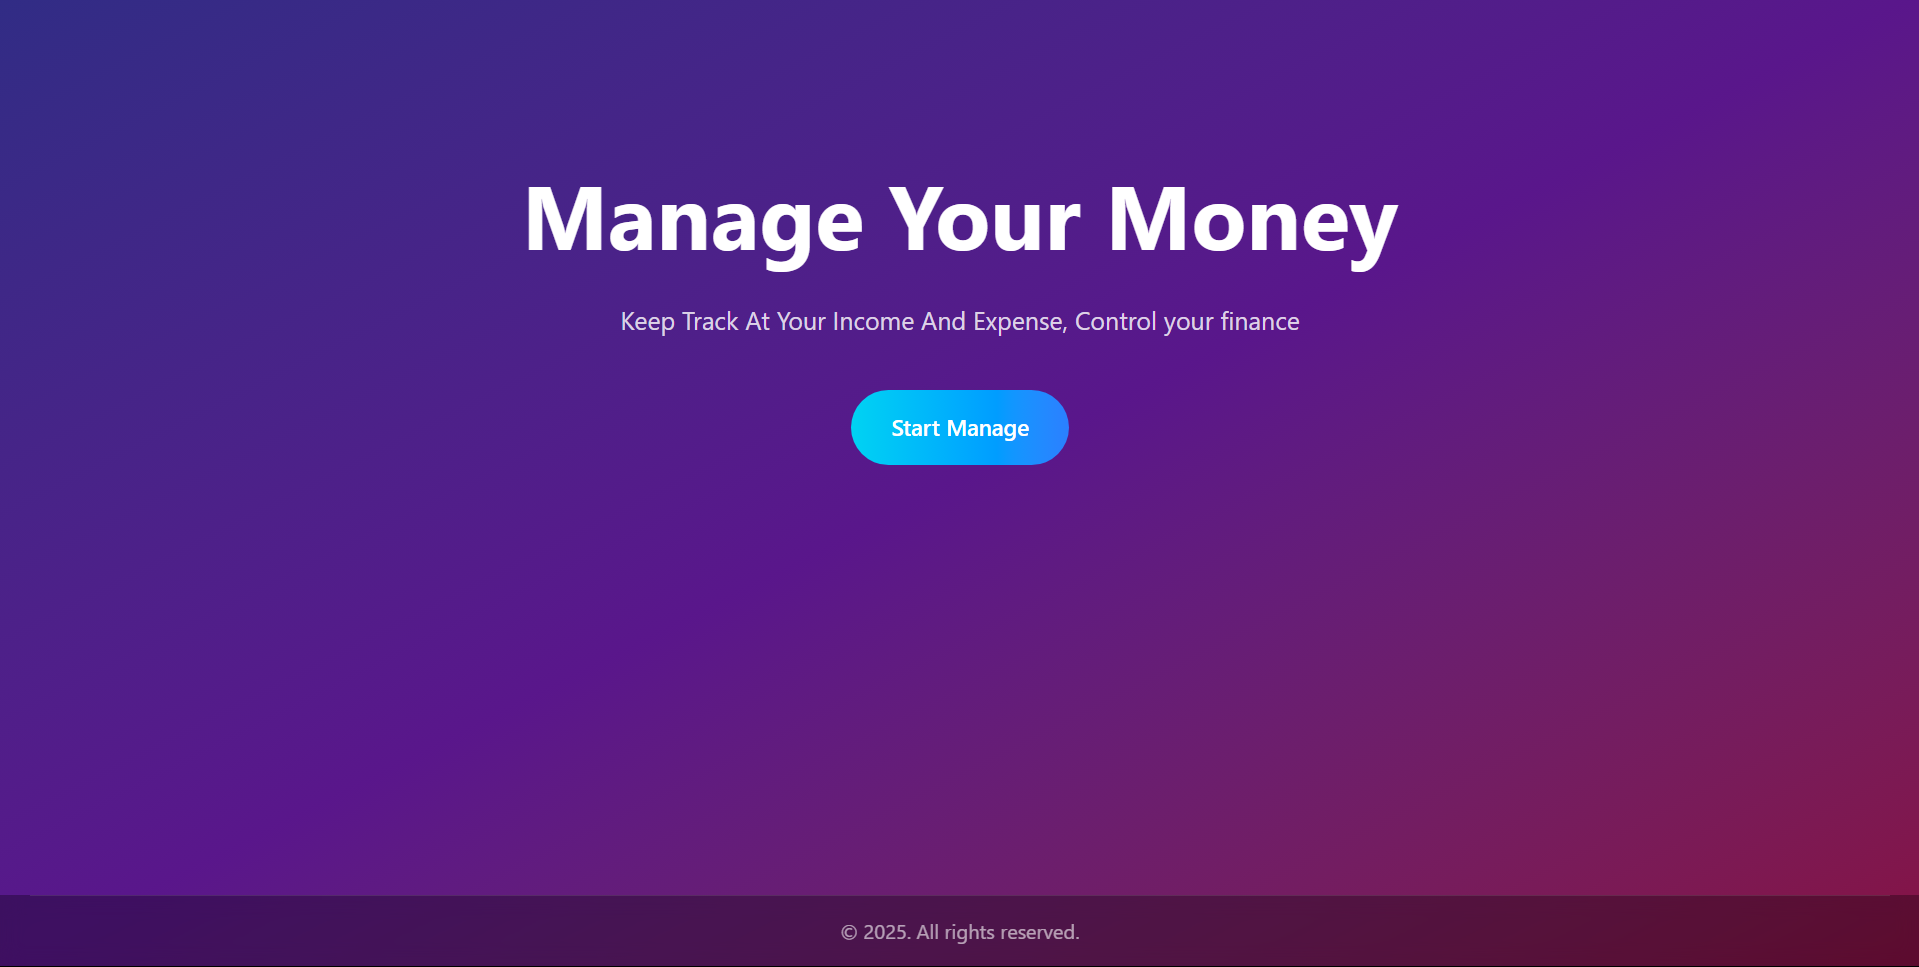 Manage Your Money
Keep Track At Your Income And Expense, Control your finance
Start Manage
© 2025. All rights reserved.